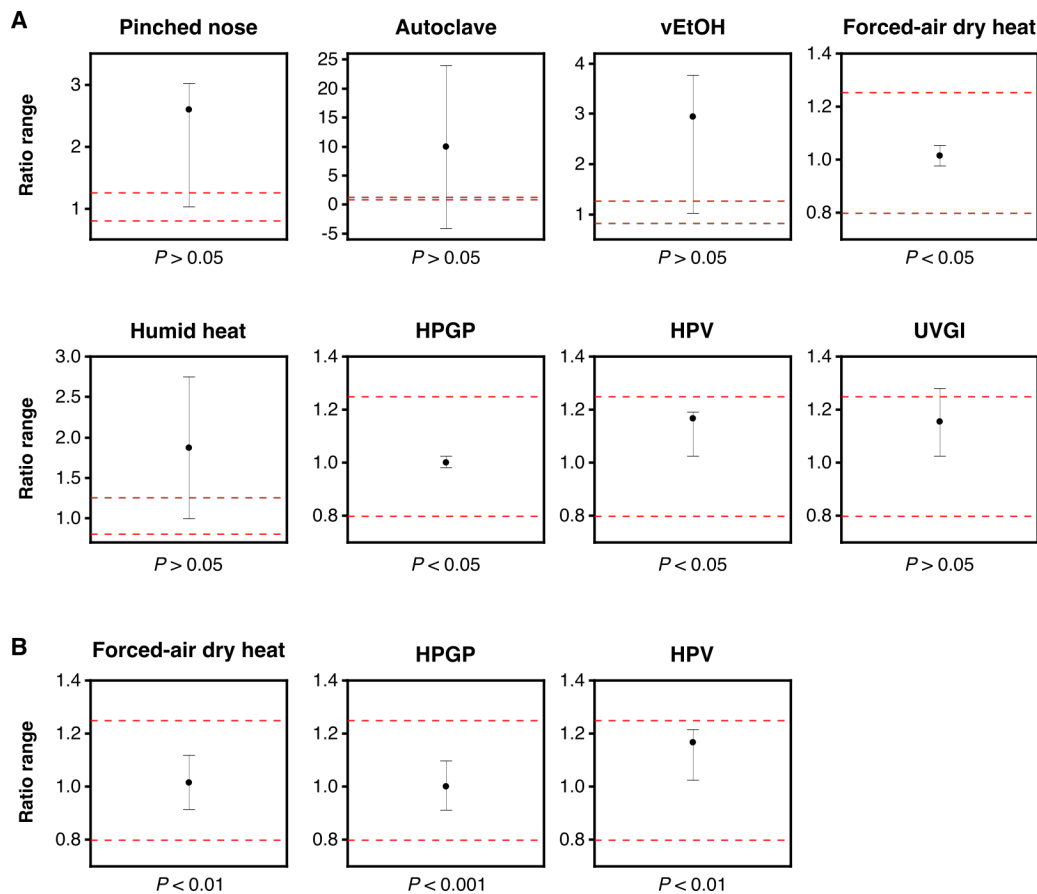 A
Pinched nose
Autoclave
vEtOH
Forced-air dry heat
Ratio range
3
2
1
25
20
15
10
5
0
-5
4
3
2
1
1.4
1.2
1.0
0.8
P > 0.05
P > 0.05
P > 0.05
P < 0.05
Humid heat
HPGP
HPV
UVGI
Ratio range
3.0
2.5
2.0
1.5
1.0
1.4
1.2
1.0
0.8
1.4
1.2
1.0
0.8
1.4
1.2
1.0
0.8
P > 0.05
P < 0.05
P < 0.05
P > 0.05
B
Forced-air dry heat
HPGP
HPV
Ratio range
1.4
1.2
1.0
0.8
1.4
1.2
1.0
0.8
1.4
1.2
1.0
0.8
P < 0.01
P < 0.001
P < 0.01